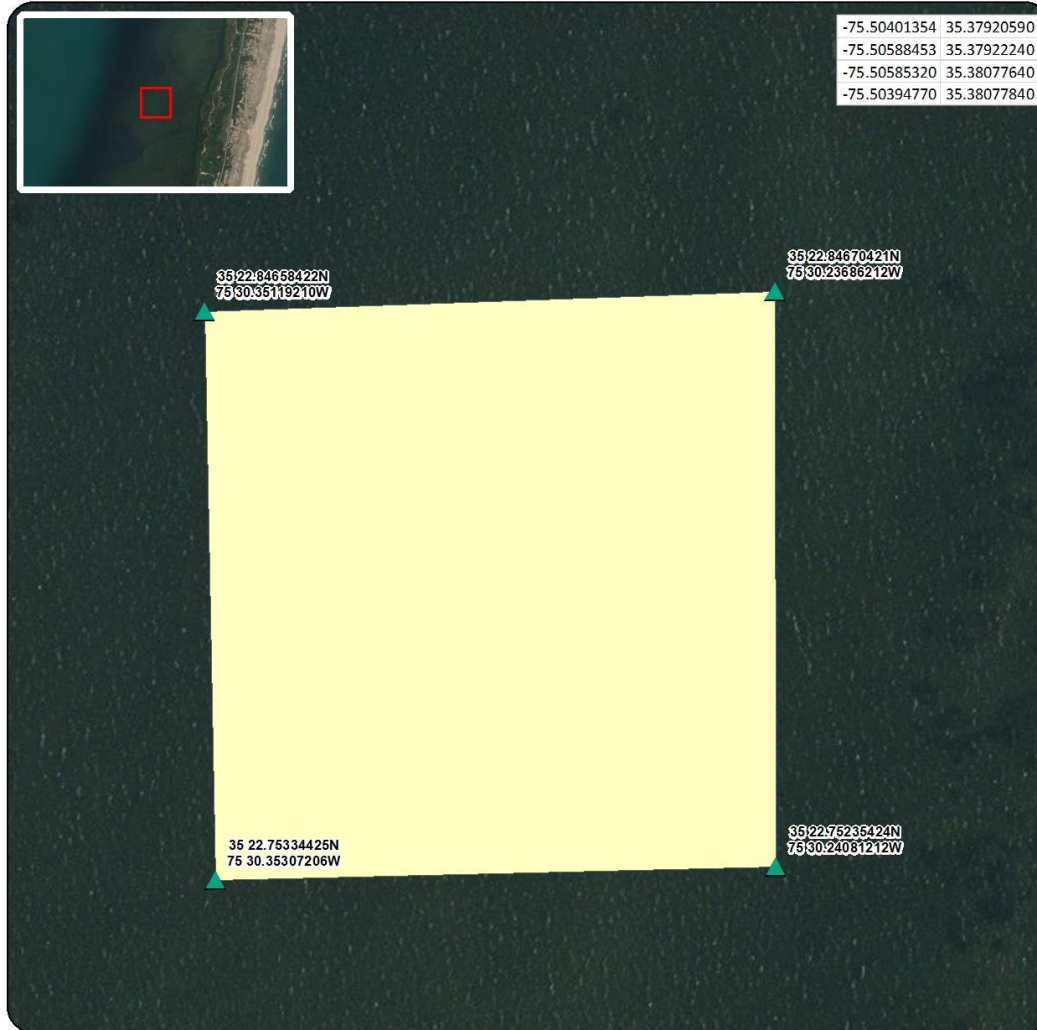 -75.50401354 35.37920590
-75.50588453 35.37922240
-75.50585320 35.38077640
-75.50394770 35.38077840
35 22.84670421N
75 30.23686212W
35 22.84658422N
75 30.35119210W
35 22.75235424N
75 30.24081212W
35 22.75334425N
75 30.35307206W